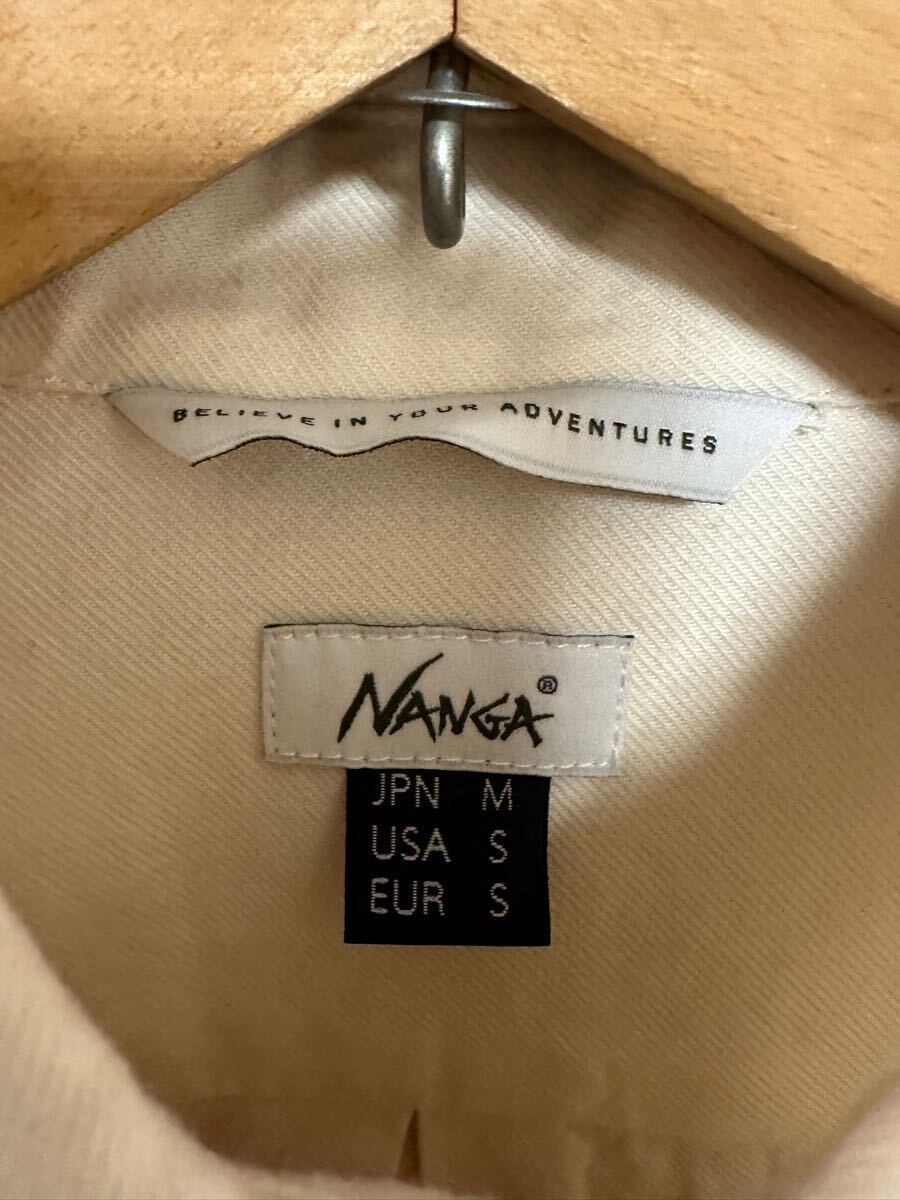 BELIEVE IN YOUR ADVENTURES
NANGA®
JPN M
USA S
EUR S